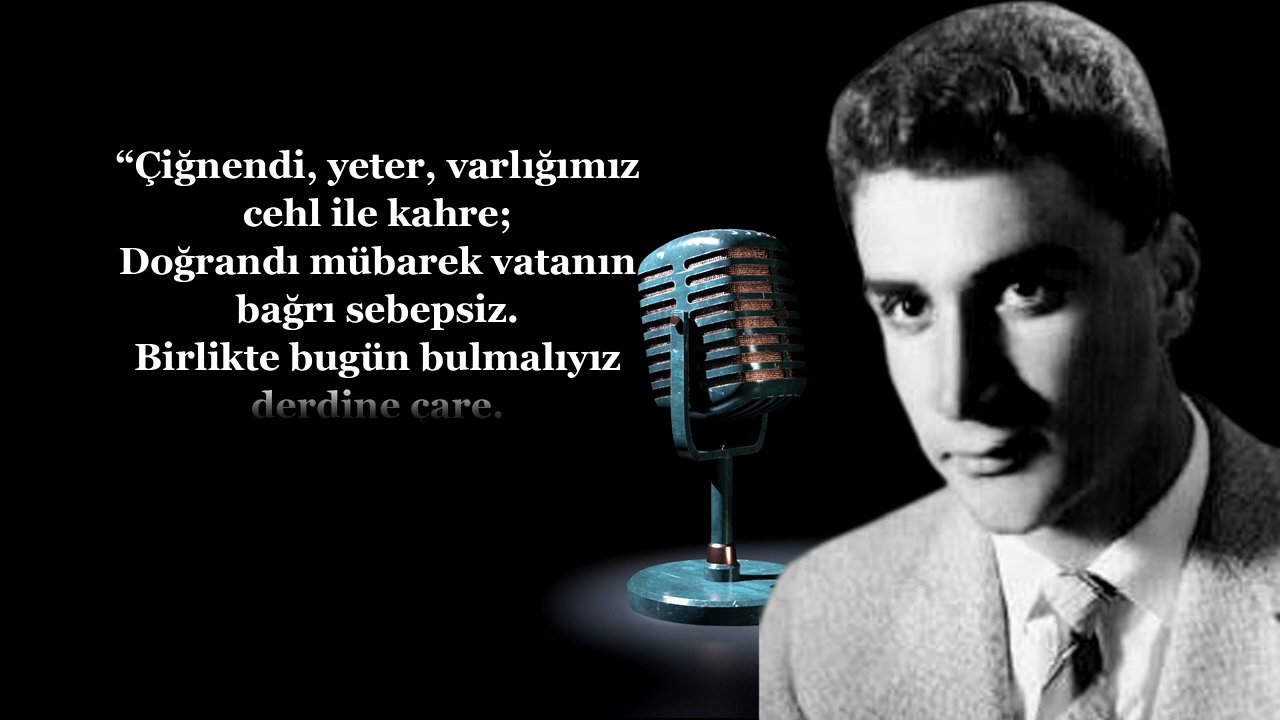 “Çiğnendi, yeter, varlığımız
cehl ile kahre;
Doğrandı mübarek vatanın
bağrı sebepsiz.
Birlikte bugün bulmalıyız
derdine çare.